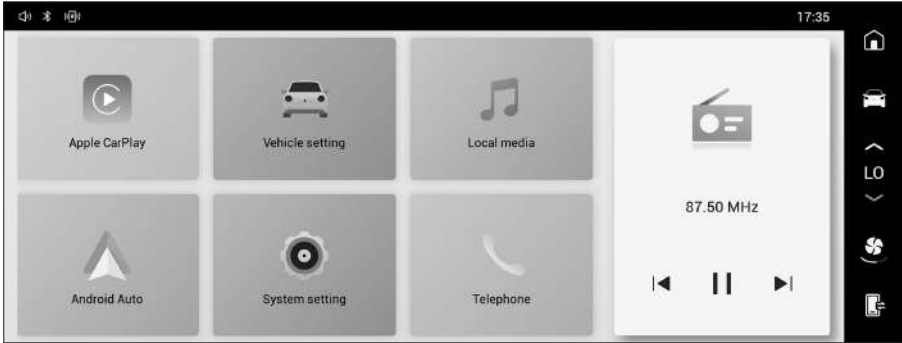 17:35
Apple CarPlay
Vehicle setting
Local media
87.50 MHz
Android Auto
System setting
Telephone
LO